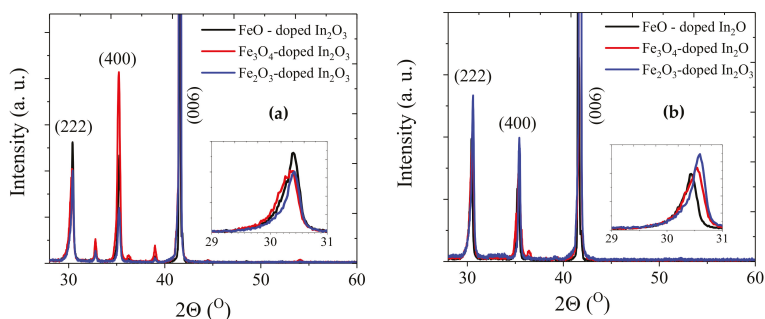 FeO - doped In₂O₃
Fe₃O₄-doped In₂O₃
Fe₂O₃-doped In₂O₃
(400)
(a)
(222)
(006)
Intensity (a. u.)
29 30 31
30 40 50 60
2Θ (ᴼ)
FeO - doped In₂O
Fe₃O₄-doped In₂O
Fe₂O₃-doped In₂O₃
(222)
(b)
(400)
(006)
Intensity (a. u.)
29 30 31
30 40 50 60
2Θ (ᴼ)